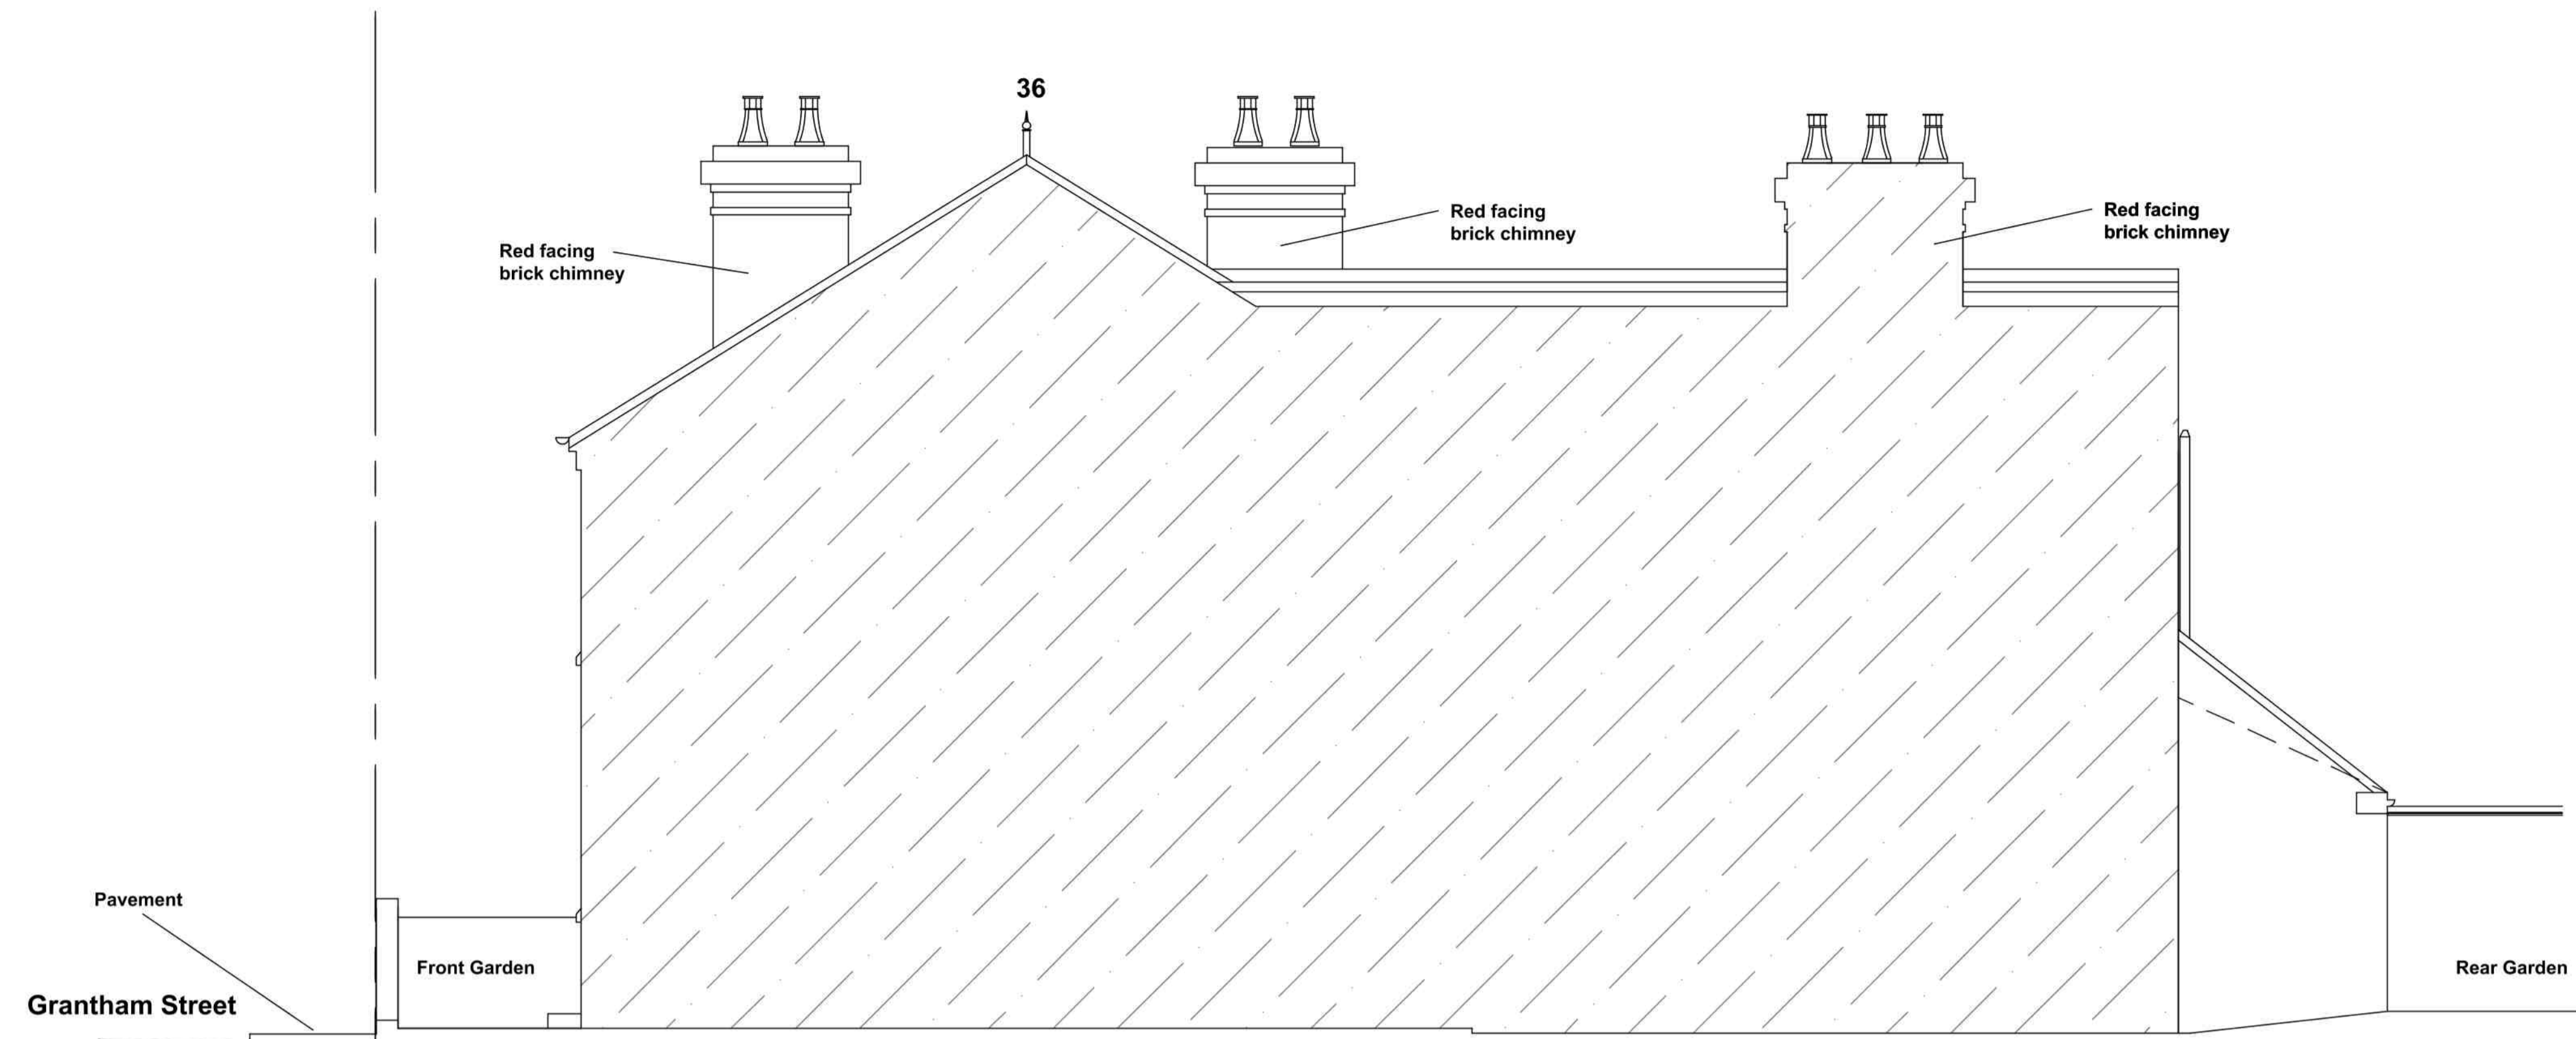 36
Red facing
brick chimney
Red facing
brick chimney
Red facing
brick chimney
Pavement
Front Garden
Rear Garden
Grantham Street